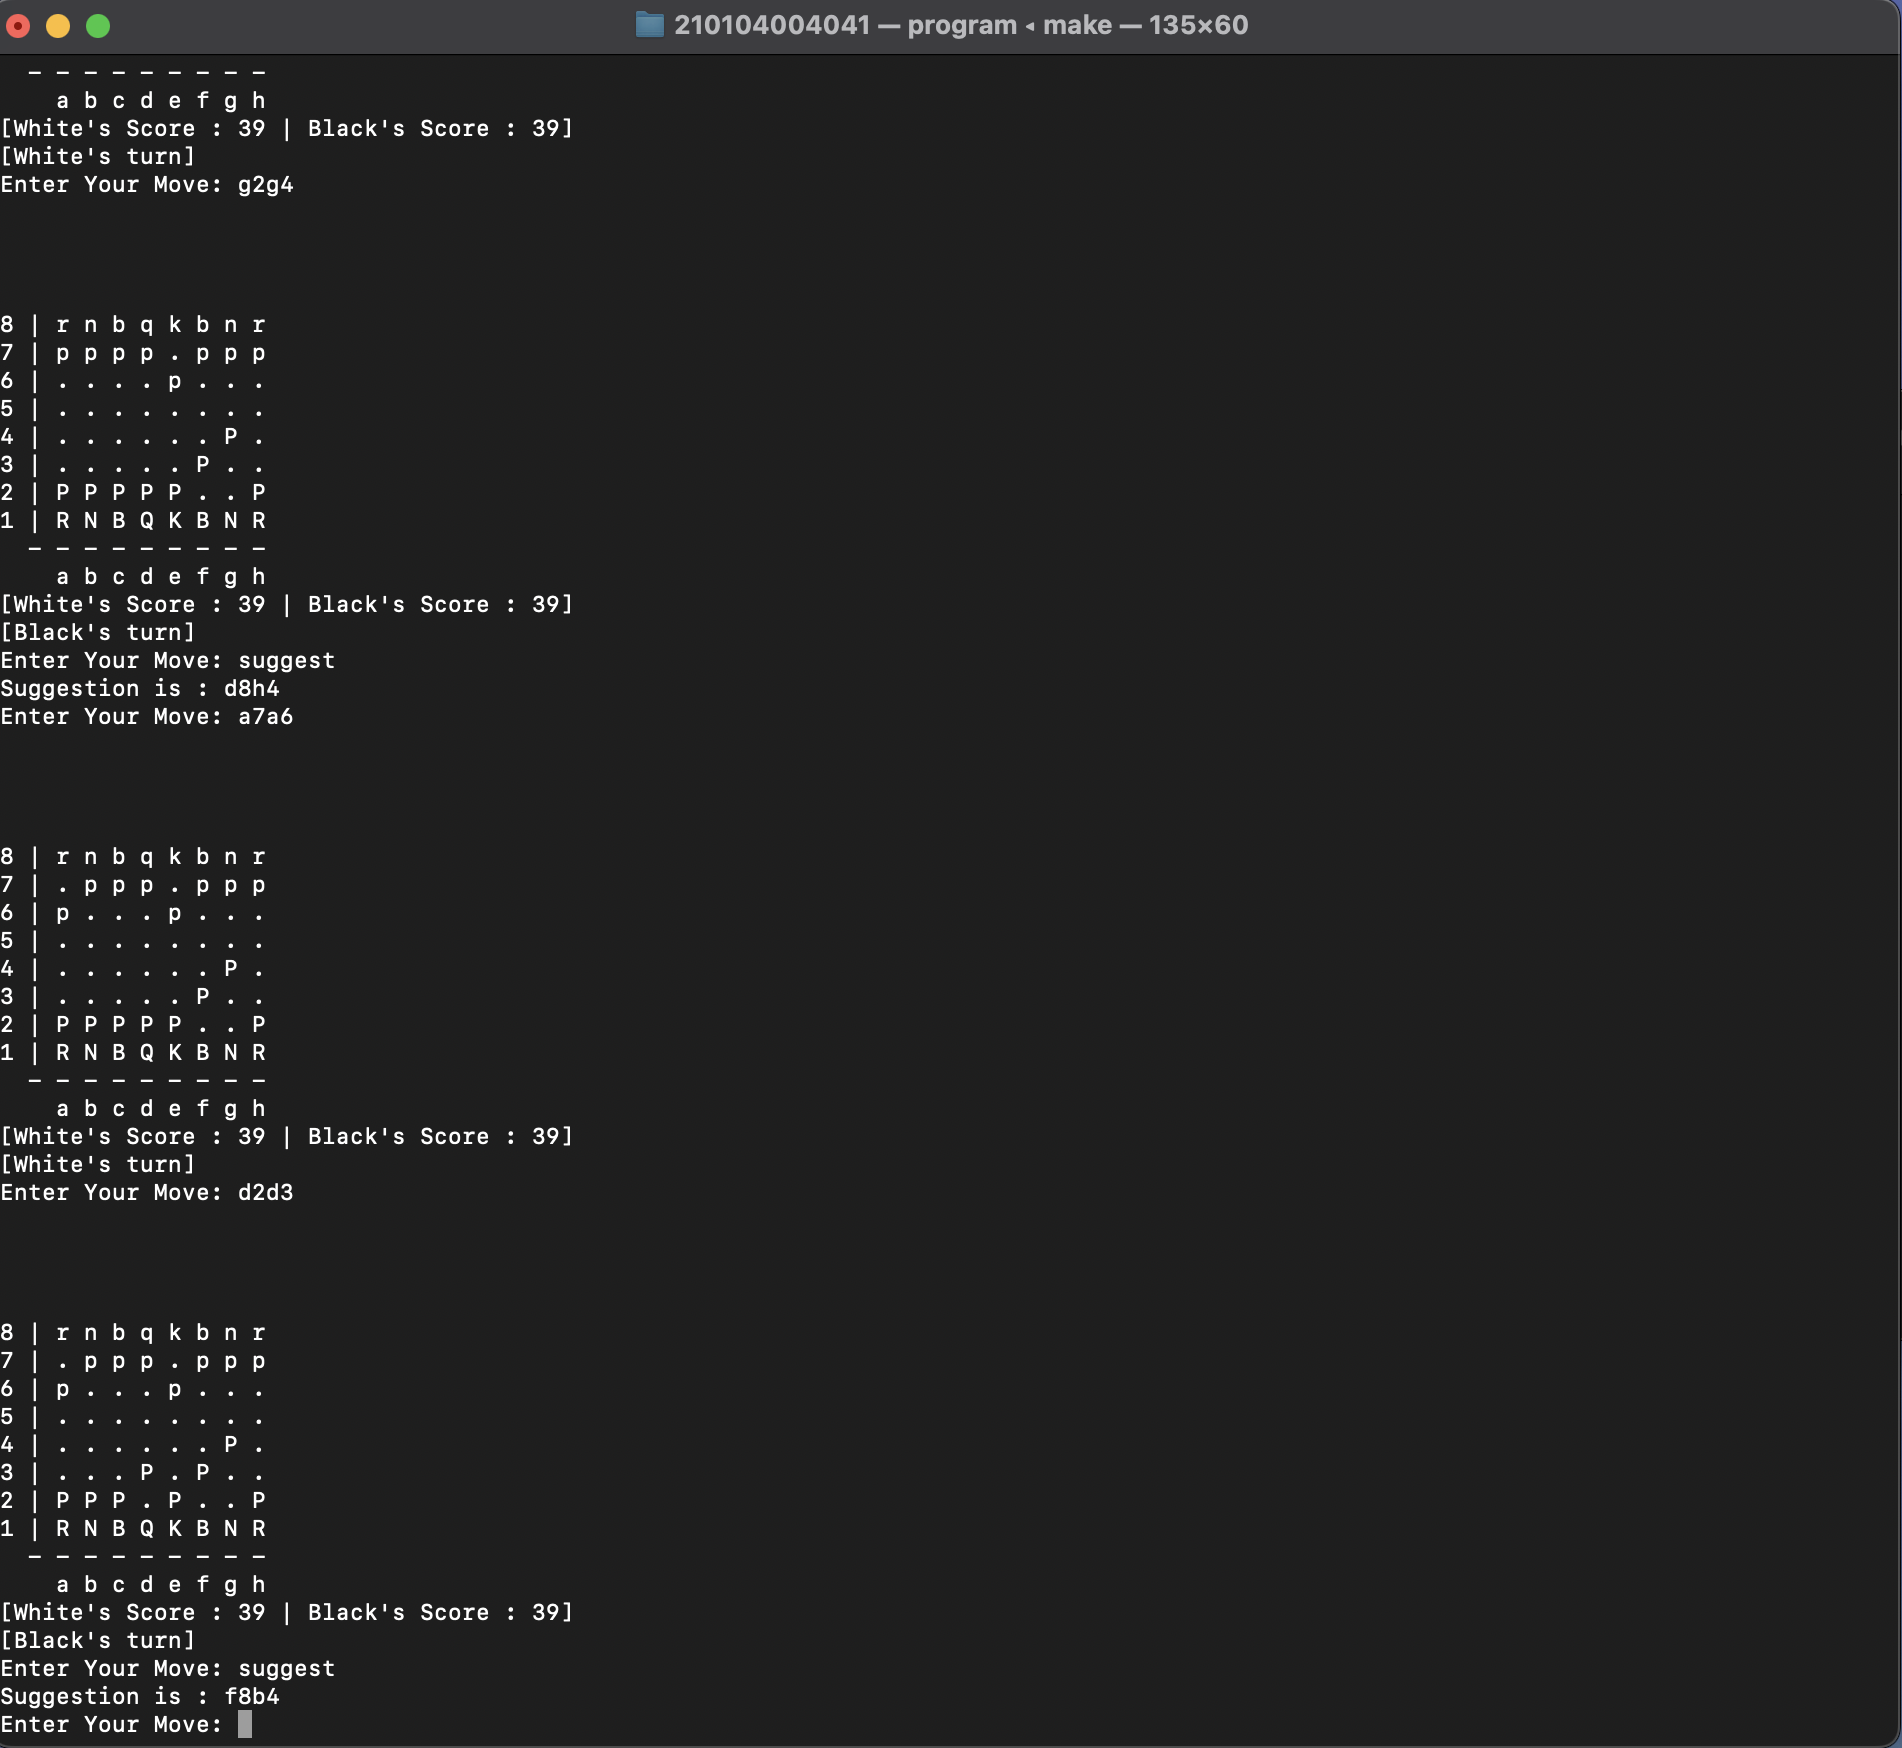 210104004041 — program ◂ make — 135×60
- - - - - - - - -
a b c d e f g h
[White's Score : 39 | Black's Score : 39]
[White's turn]
Enter Your Move: g2g4
8 | r n b q k b n r
7 | p p p p . p p p
6 | . . . . p . . .
5 | . . . . . . . .
4 | . . . . . . P .
3 | . . . . . P . .
2 | P P P P P . . P
1 | R N B Q K B N R
- - - - - - - - -
a b c d e f g h
[White's Score : 39 | Black's Score : 39]
[Black's turn]
Enter Your Move: suggest
Suggestion is : d8h4
Enter Your Move: a7a6
8 | r n b q k b n r
7 | . p p p . p p p
6 | p . . . p . . .
5 | . . . . . . . .
4 | . . . . . . P .
3 | . . . . . P . .
2 | P P P P P . . P
1 | R N B Q K B N R
- - - - - - - - -
a b c d e f g h
[White's Score : 39 | Black's Score : 39]
[White's turn]
Enter Your Move: d2d3
8 | r n b q k b n r
7 | . p p p . p p p
6 | p . . . p . . .
5 | . . . . . . . .
4 | . . . . . . P .
3 | . . . P . P . .
2 | P P P . P . . P
1 | R N B Q K B N R
- - - - - - - - -
a b c d e f g h
[White's Score : 39 | Black's Score : 39]
[Black's turn]
Enter Your Move: suggest
Suggestion is : f8b4
Enter Your Move: